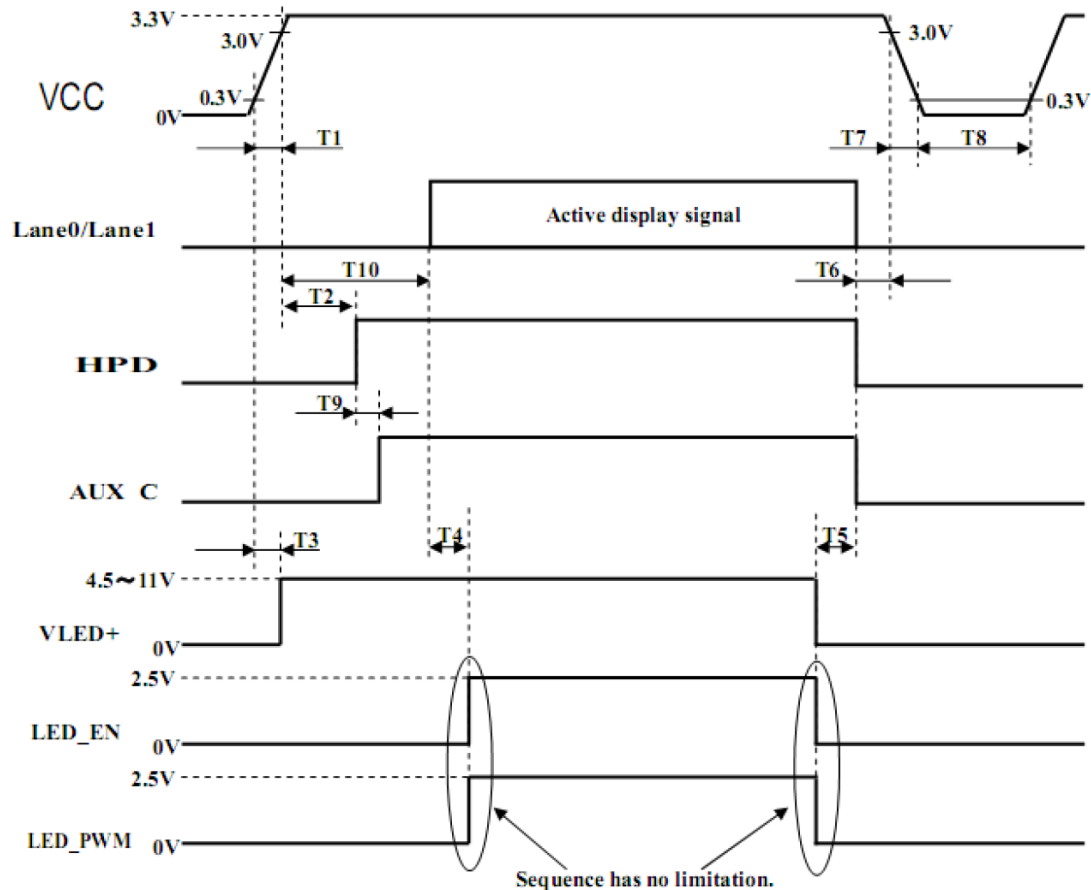 3.3V
3.0V
3.0V
VCC
0.3V
0.3V
0V
T1
T7
T8
Active display signal
Lane0/Lane1
T10
T6
T2
HPD
T9
AUX C
T3
T4
T5
4.5~11V
VLED+
0V
2.5V
LED_EN
0V
2.5V
LED_PWM
0V
Sequence has no limitation.